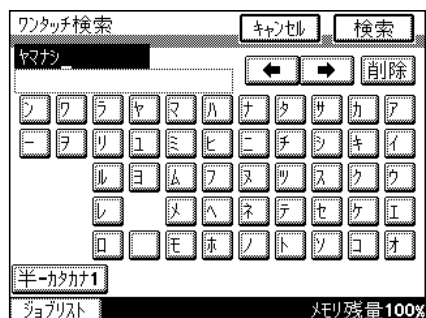 ワンタッチ検索 キャンセル 検索
ヤマナシ_
← → 削除
ン ワ ラ ヤ マ ハ ナ タ サ カ ア
ー ヲ リ ユ ミ ヒ ニ チ シ キ イ
ル ヨ ム フ ヌ ツ ス ク ウ
レ メ ヘ ネ テ セ ケ エ
ロ モ ホ ノ ト ソ コ オ
半-カタカナ1
ジョブリスト メモリ残量100%